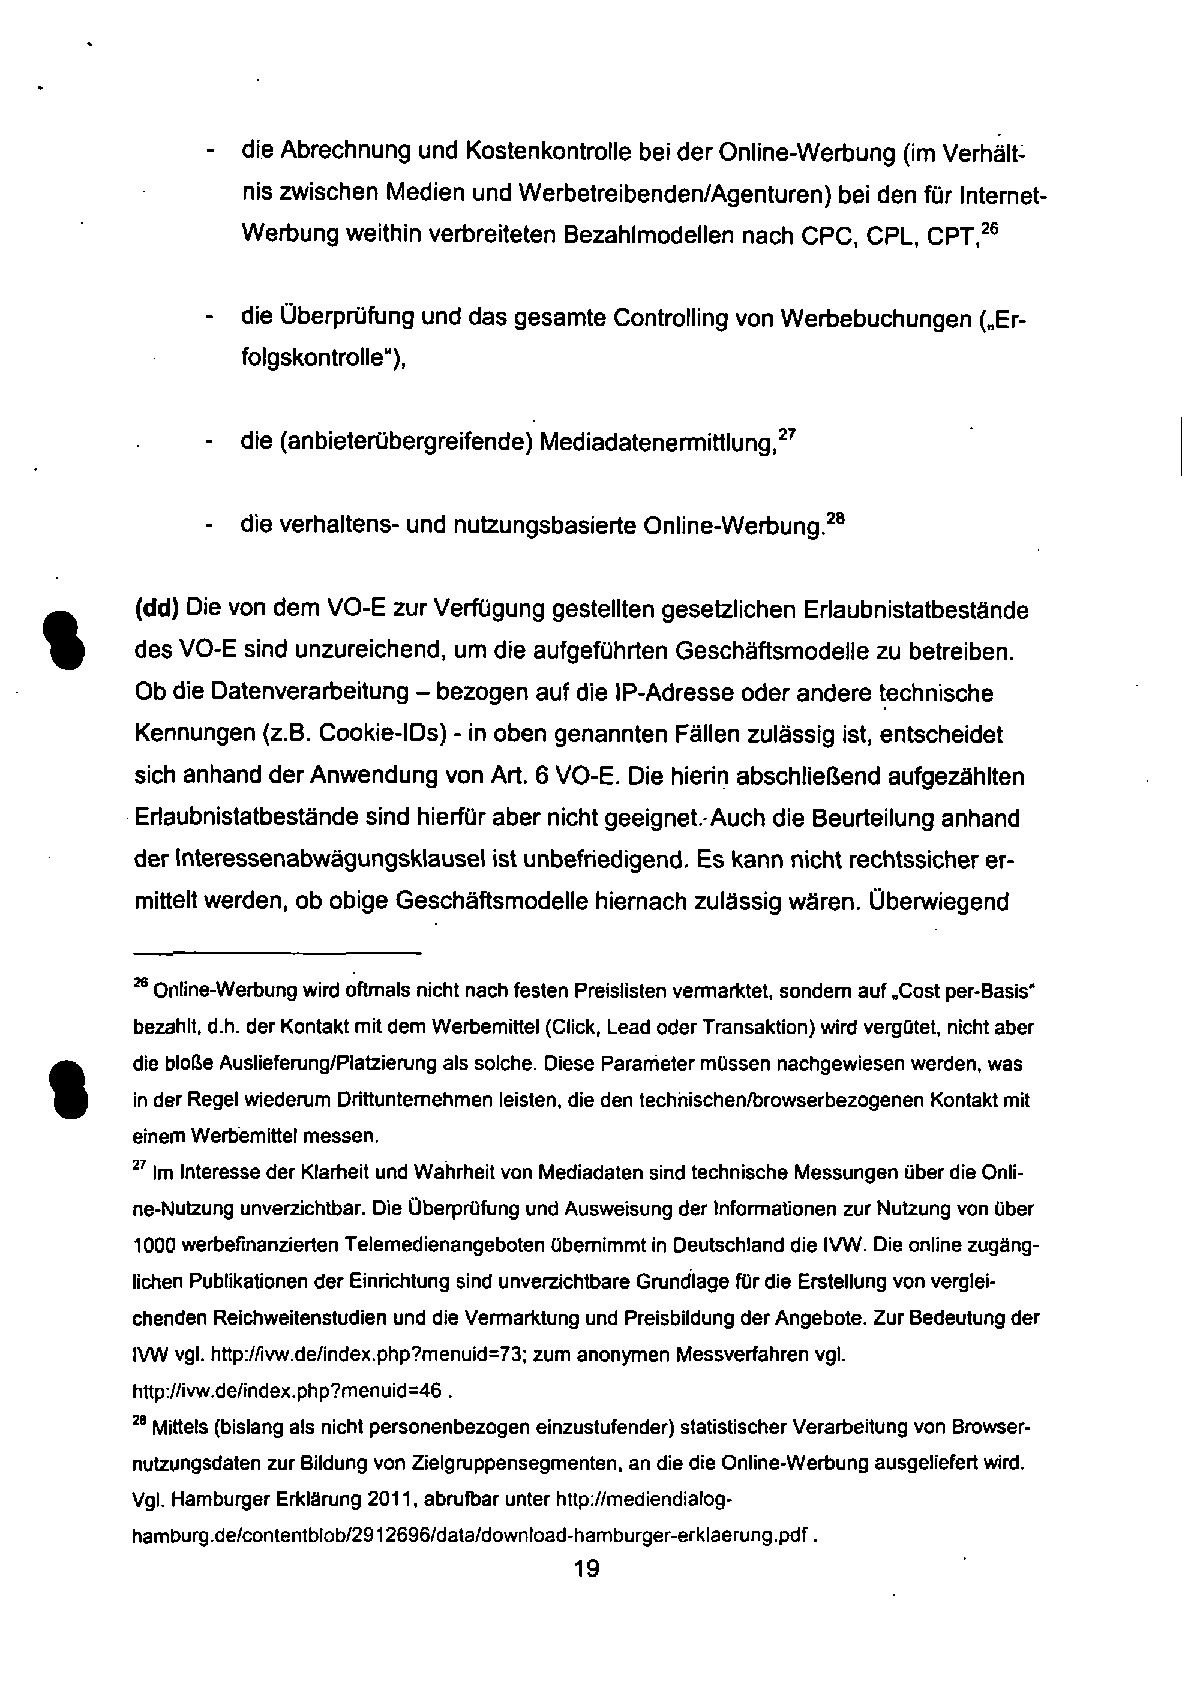 - die Abrechnung und Kostenkontrolle bei der Online-Werbung (im Verhält-
nis zwischen Medien und Werbetreibenden/Agenturen) bei den für Internet-
Werbung weithin verbreiteten Bezahlmodellen nach CPC, CPL, CPT,26
- die Überprüfung und das gesamte Controlling von Werbebuchungen („Er-
folgskontrolle“),
- die (anbieterübergreifende) Mediadatenermittlung,27
- die verhaltens- und nutzungsbasierte Online-Werbung.28
(dd) Die von dem VO-E zur Verfügung gestellten gesetzlichen Erlaubnistatbestände
des VO-E sind unzureichend, um die aufgeführten Geschäftsmodelle zu betreiben.
Ob die Datenverarbeitung – bezogen auf die IP-Adresse oder andere technische
Kennungen (z.B. Cookie-IDs) - in oben genannten Fällen zulässig ist, entscheidet
sich anhand der Anwendung von Art. 6 VO-E. Die hierin abschließend aufgezählten
Erlaubnistatbestände sind hierfür aber nicht geeignet. Auch die Beurteilung anhand
der Interessenabwägungsklausel ist unbefriedigend. Es kann nicht rechtssicher er-
mittelt werden, ob obige Geschäftsmodelle hiernach zulässig wären. Überwiegend
26 Online-Werbung wird oftmals nicht nach festen Preislisten vermarktet, sondern auf „Cost per-Basis“
bezahlt, d.h. der Kontakt mit dem Werbemittel (Click, Lead oder Transaktion) wird vergütet, nicht aber
die bloße Auslieferung/Platzierung als solche. Diese Parameter müssen nachgewiesen werden, was
in der Regel wiederum Drittunternehmen leisten, die den technischen/browserbezogenen Kontakt mit
einem Werbemittel messen.
27 Im Interesse der Klarheit und Wahrheit von Mediadaten sind technische Messungen über die Onli-
ne-Nutzung unverzichtbar. Die Überprüfung und Ausweisung der Informationen zur Nutzung von über
1000 werbefinanzierten Telemedienangeboten übernimmt in Deutschland die IVW. Die online zugäng-
lichen Publikationen der Einrichtung sind unverzichtbare Grundlage für die Erstellung von verglei-
chenden Reichweitenstudien und die Vermarktung und Preisbildung der Angebote. Zur Bedeutung der
IVW vgl. http://ivw.de/index.php?menuid=73; zum anonymen Messverfahren vgl.
http://ivw.de/index.php?menuid=46 .
28 Mittels (bislang als nicht personenbezogen einzustufender) statistischer Verarbeitung von Browser-
nutzungsdaten zur Bildung von Zielgruppensegmenten, an die die Online-Werbung ausgeliefert wird.
Vgl. Hamburger Erklärung 2011, abrufbar unter http://mediendialog-
hamburg.de/contentblob/2912696/data/download-hamburger-erklaerung.pdf .
19